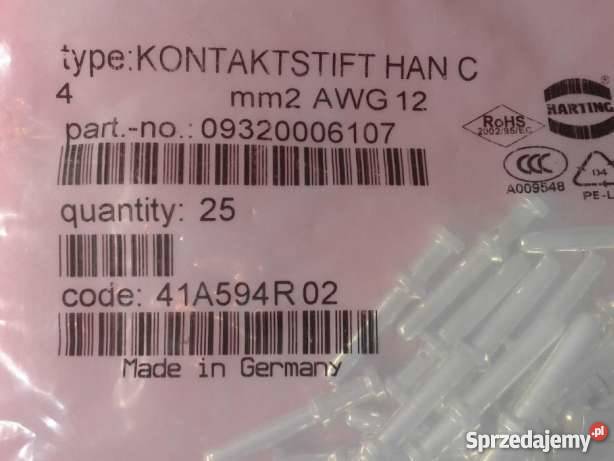 type:KONTAKTSTIFT HAN C
4 mm2 AWG 12
part.-no.: 09320006107
quantity: 25
code: 41A594R 02
Made in Germany
RoHS
2002/95/EC
HARTING
CCC
A009548
04
PE-L
Sprzedajemy.pl